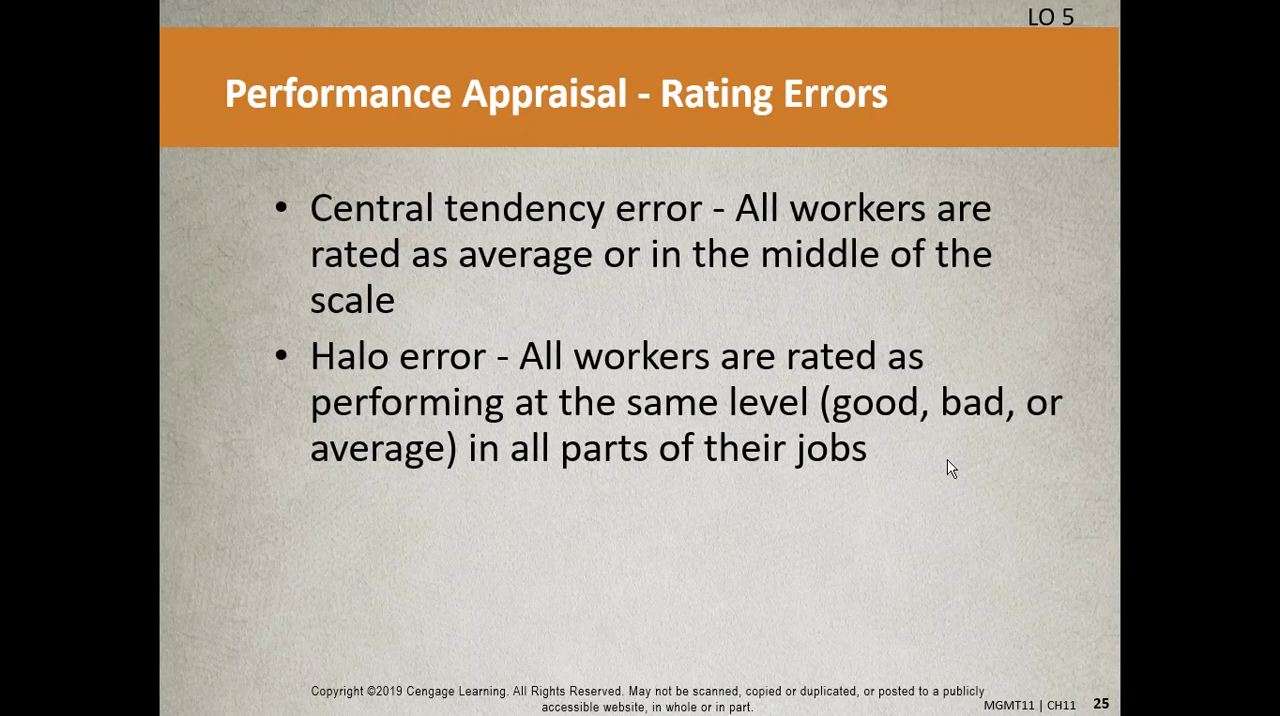 LO 5
Performance Appraisal - Rating Errors
• Central tendency error - All workers are
rated as average or in the middle of the
scale
• Halo error - All workers are rated as
performing at the same level (good, bad, or
average) in all parts of their jobs
Copyright ©2019 Cengage Learning. All Rights Reserved. May not be scanned, copied or duplicated, or posted to a publicly
accessible website, in whole or in part.
MGMT11 | CH11 25